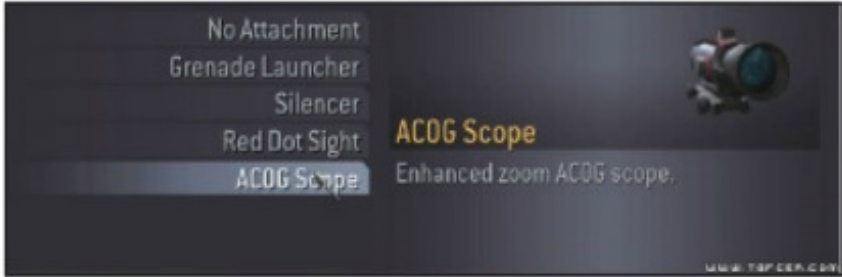 No Attachment
Grenade Launcher
Silencer
Red Dot Sight
ACOG Scope
ACOG Scope
Enhanced zoom ACOG scope.